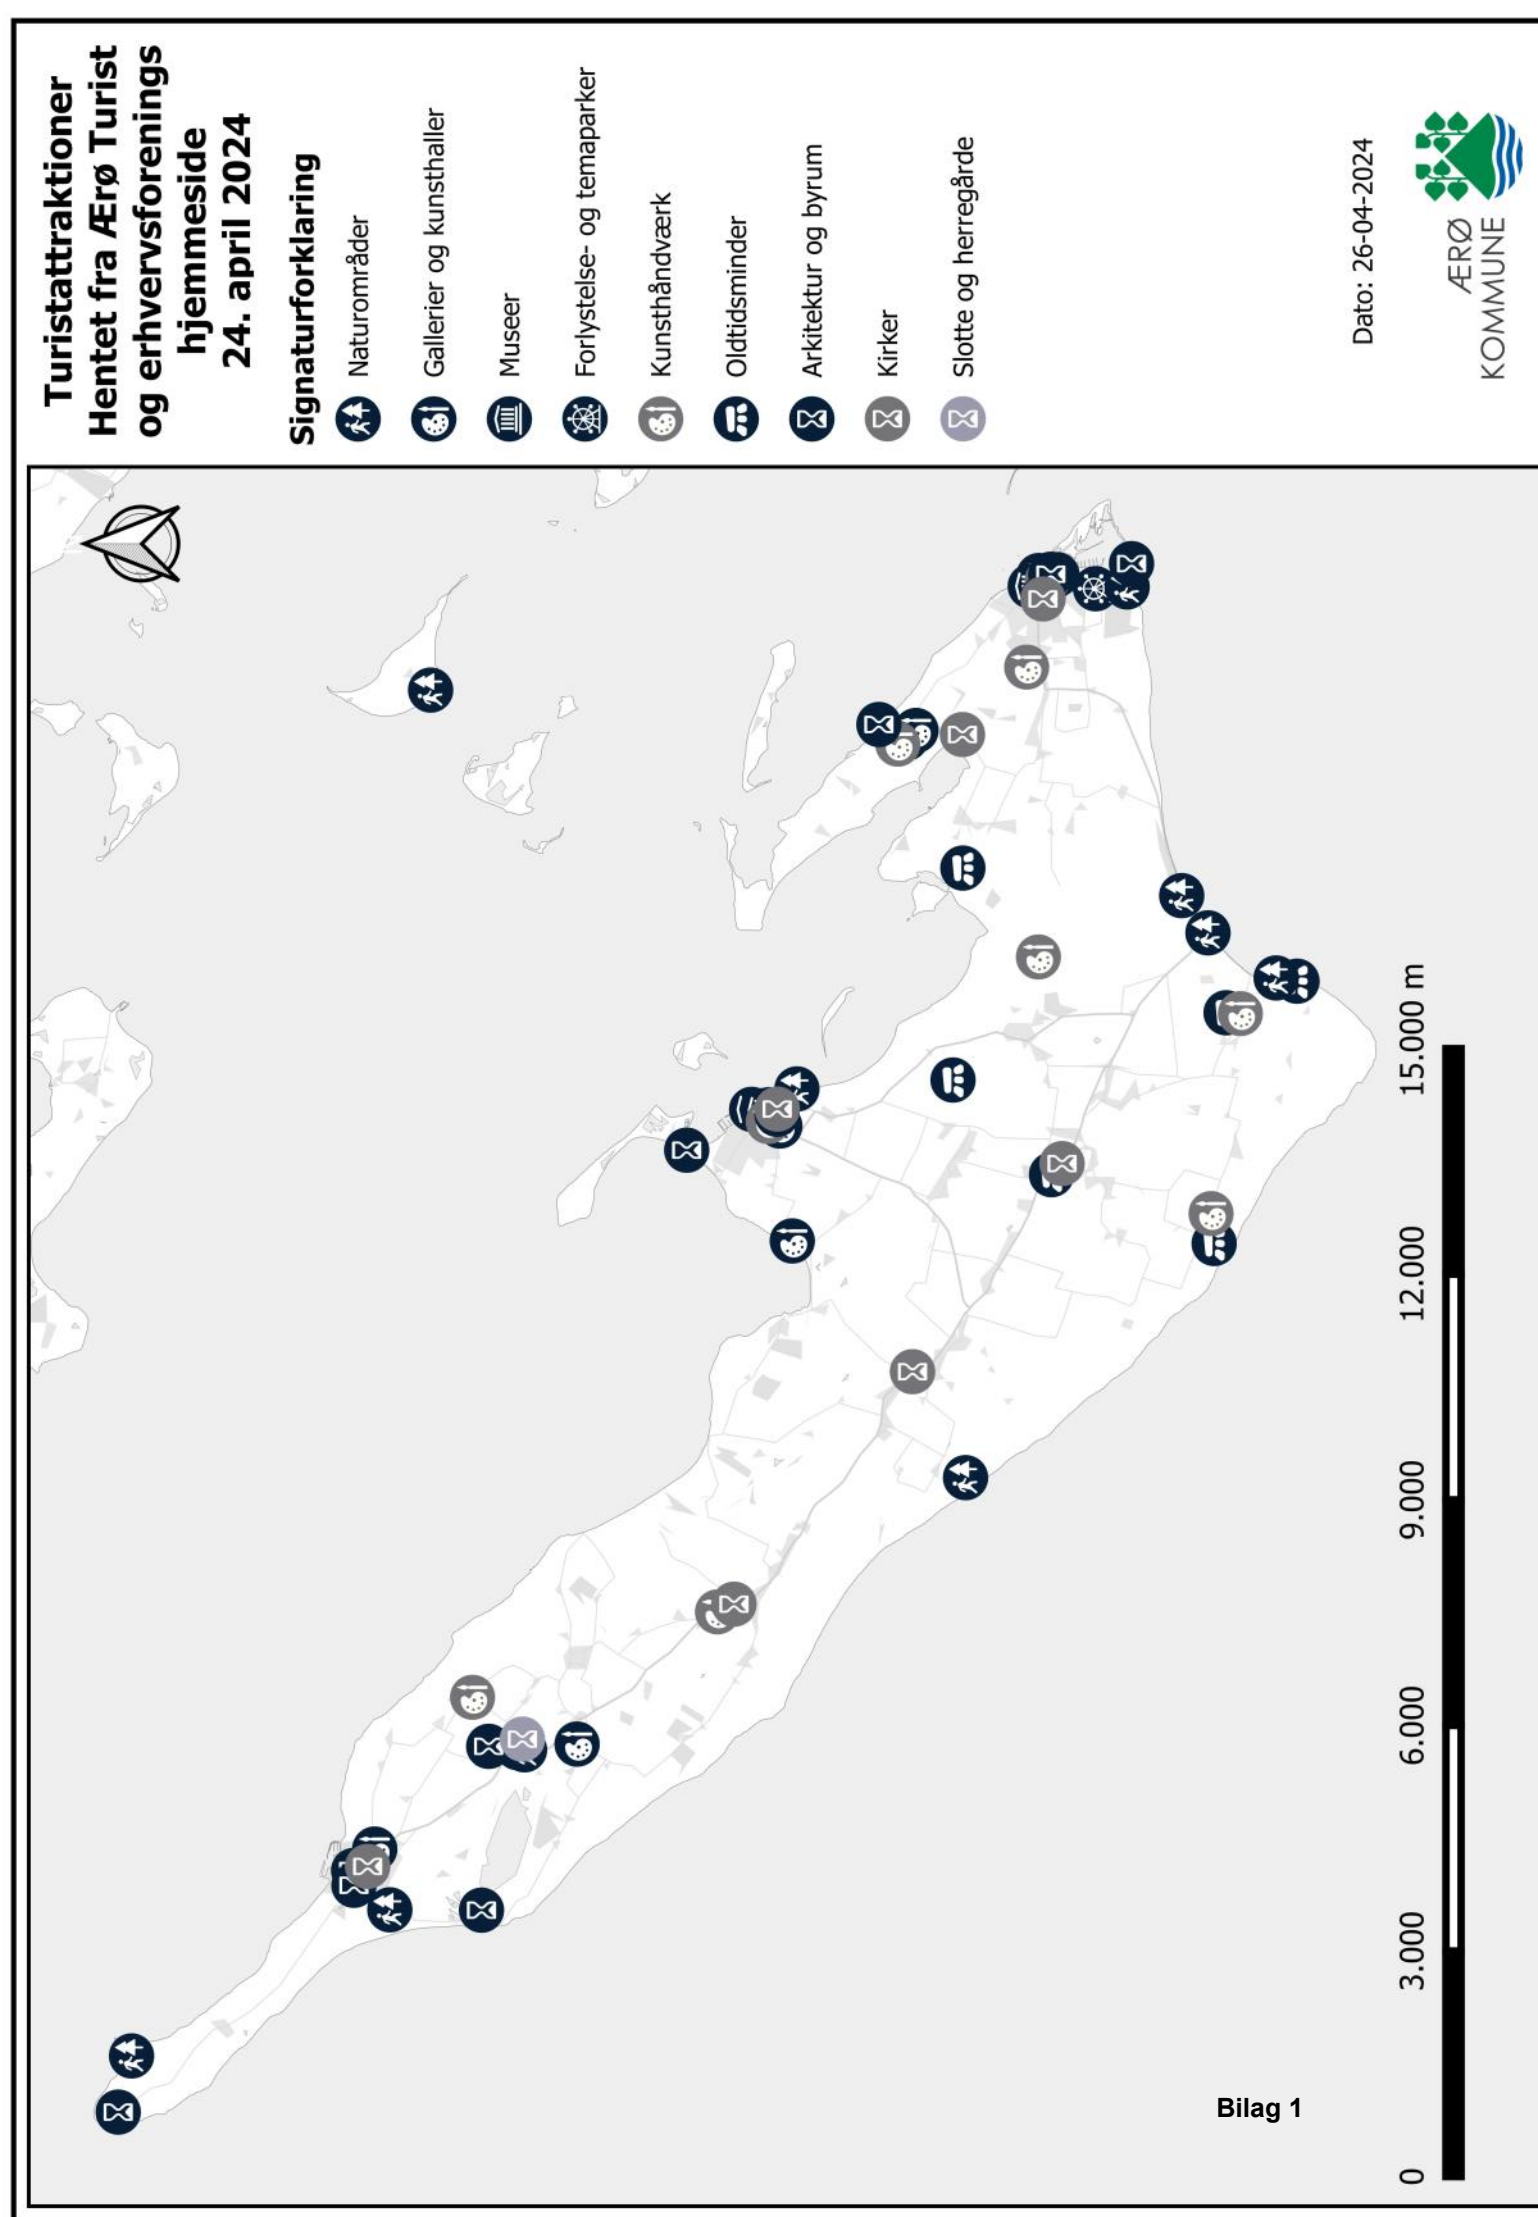 Turistattraktioner
Hentet fra Ærø Turist
og erhvervsforenings
hjemmeside
24. april 2024
Signaturforklaring
Naturområder
Gallerier og kunsthaller
Museer
Forlystelse- og temaparker
Kunsthåndværk
Oldtidsminder
Arkitektur og byrum
Kirker
Slotte og herregårde
Dato: 26-04-2024
ÆRØ
KOMMUNE
0 3.000 6.000 9.000 12.000 15.000 m
Bilag 1